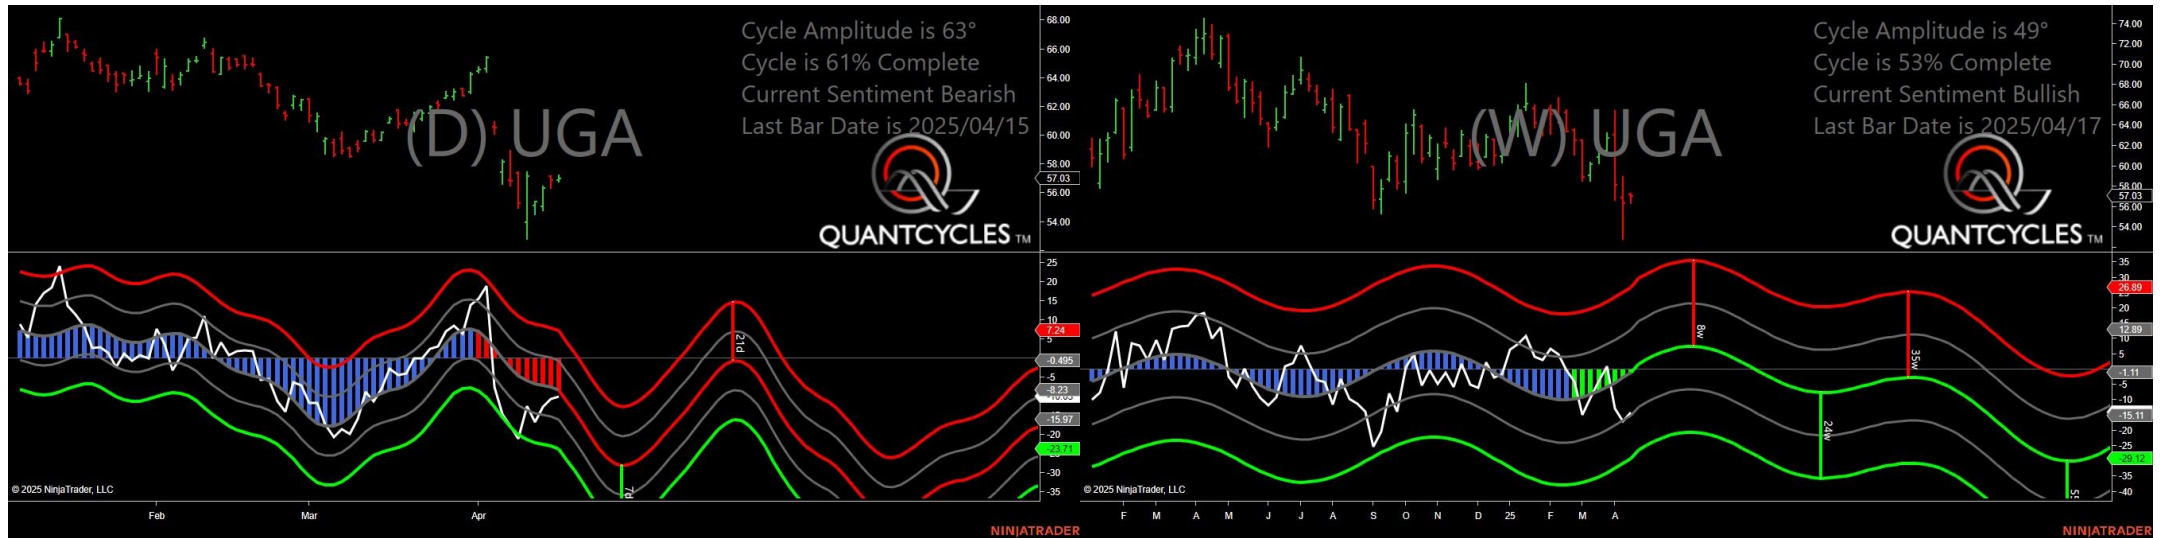 Cycle Amplitude is 63°
Cycle is 61% Complete
Current Sentiment Bearish
Last Bar Date is 2025/04/15
(D) UGA
QUANTCYCLES TM
68.00
66.00
64.00
62.00
60.00
58.00
57.03
56.00
54.00
25
20
15
10
7.24
5
-0.495
-5
-8.23
-15.97
-20
-23.71
-30
-35
21d
7d
© 2025 NinjaTrader, LLC
Feb
Mar
Apr
NINJATRADER
Cycle Amplitude is 49°
Cycle is 53% Complete
Current Sentiment Bullish
Last Bar Date is 2025/04/17
(W) UGA
QUANTCYCLES TM
74.00
72.00
70.00
68.00
66.00
64.00
62.00
60.00
58.00
57.03
56.00
54.00
35
30
26.89
20
15
12.89
10
5
-1.11
-5
-10
-15.11
-20
-25
-29.12
-35
-40
8w
35w
24w
© 2025 NinjaTrader, LLC
F
M
A
M
J
J
A
S
O
N
D
25
F
M
A
NINJATRADER